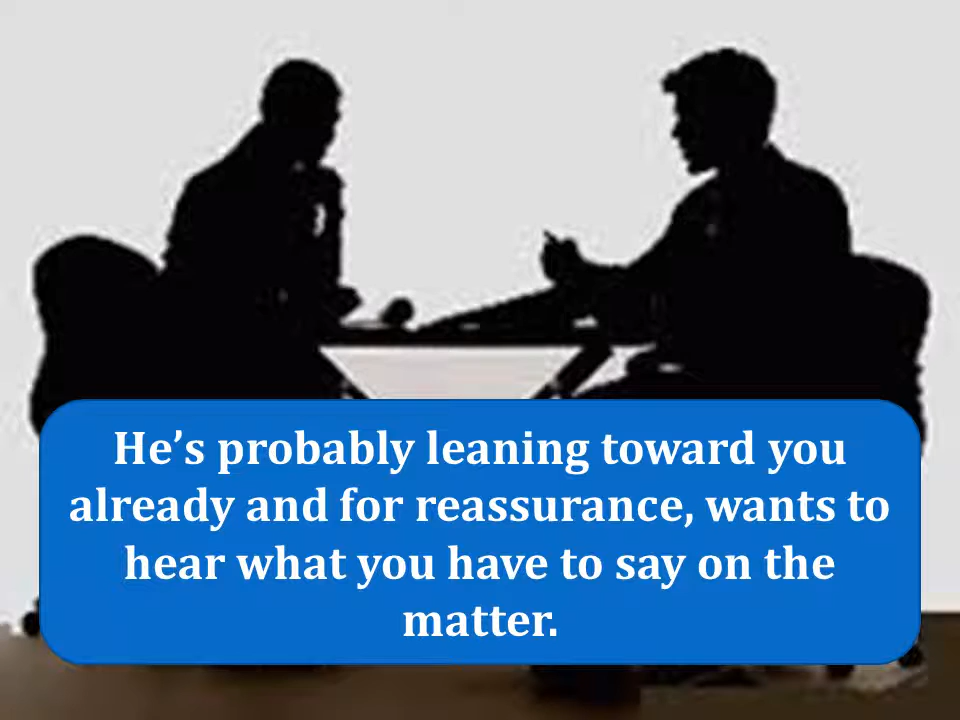 He’s probably leaning toward you
already and for reassurance, wants to
hear what you have to say on the
matter.